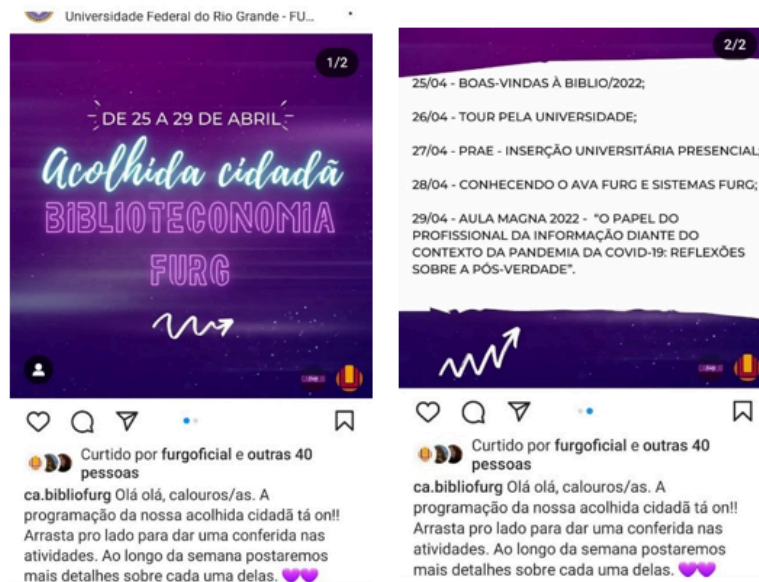 Universidade Federal do Rio Grande - FU...
1/2
DE 25 A 29 DE ABRIL
Acolhida cidadã
BIBLIOTECONOMIA
FURG
Curtido por furgoficial e outras 40
pessoas
ca.bibliofurg Olá olá, calouros/as. A
programação da nossa acolhida cidadã tá on!!
Arrasta pro lado para dar uma conferida nas
atividades. Ao longo da semana postaremos
mais detalhes sobre cada uma delas. 💜💜
2/2
25/04 - BOAS-VINDAS À BIBLIO/2022;
26/04 - TOUR PELA UNIVERSIDADE;
27/04 - PRAE - INSERÇÃO UNIVERSITÁRIA PRESENCIAL;
28/04 - CONHECENDO O AVA FURG E SISTEMAS FURG;
29/04 - AULA MAGNA 2022 - "O PAPEL DO
PROFISSIONAL DA INFORMAÇÃO DIANTE DO
CONTEXTO DA PANDEMIA DA COVID-19: REFLEXÕES
SOBRE A PÓS-VERDADE".
Curtido por furgoficial e outras 40
pessoas
ca.bibliofurg Olá olá, calouros/as. A
programação da nossa acolhida cidadã tá on!!
Arrasta pro lado para dar uma conferida nas
atividades. Ao longo da semana postaremos
mais detalhes sobre cada uma delas. 💜💜